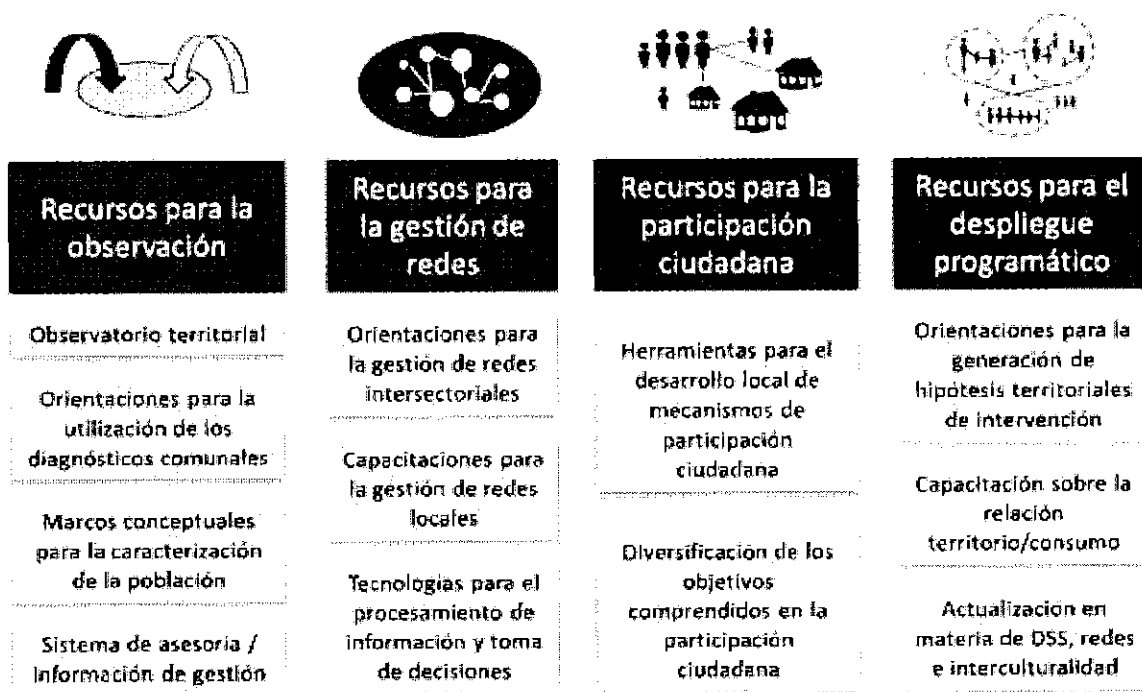 Recursos para la
observación
Observatorio territorial
Orientaciones para la
utilización de los
diagnósticos comunales
Marcos conceptuales
para la caracterización
de la población
Sistema de asesoria /
Información de gestión
Recursos para
la gestión de
redes
Orientaciones para
la gestión de redes
intersectoriales
Capacitaciones para
la gestión de redes
locales
Tecnologías para el
procesamiento de
información y toma
de decisiones
Recursos para la
participación
ciudadana
Herramientas para el
desarrollo local de
mecanismos de
participación
ciudadana
Diversificación de los
objetivos
comprendidos en la
participación
ciudadana
Recursos para el
despliegue
programático
Orientaciones para la
generación de
hipótesis territoriales
de intervención
Capacitación sobre la
relación
territorio/consumo
Actualización en
materia de DSS, redes
e interculturalidad